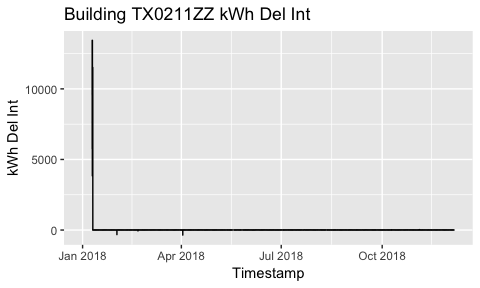 Building TX0211ZZ kWh Del Int
10000
5000
0
kWh Del Int
Jan 2018 Apr 2018 Jul 2018 Oct 2018
Timestamp